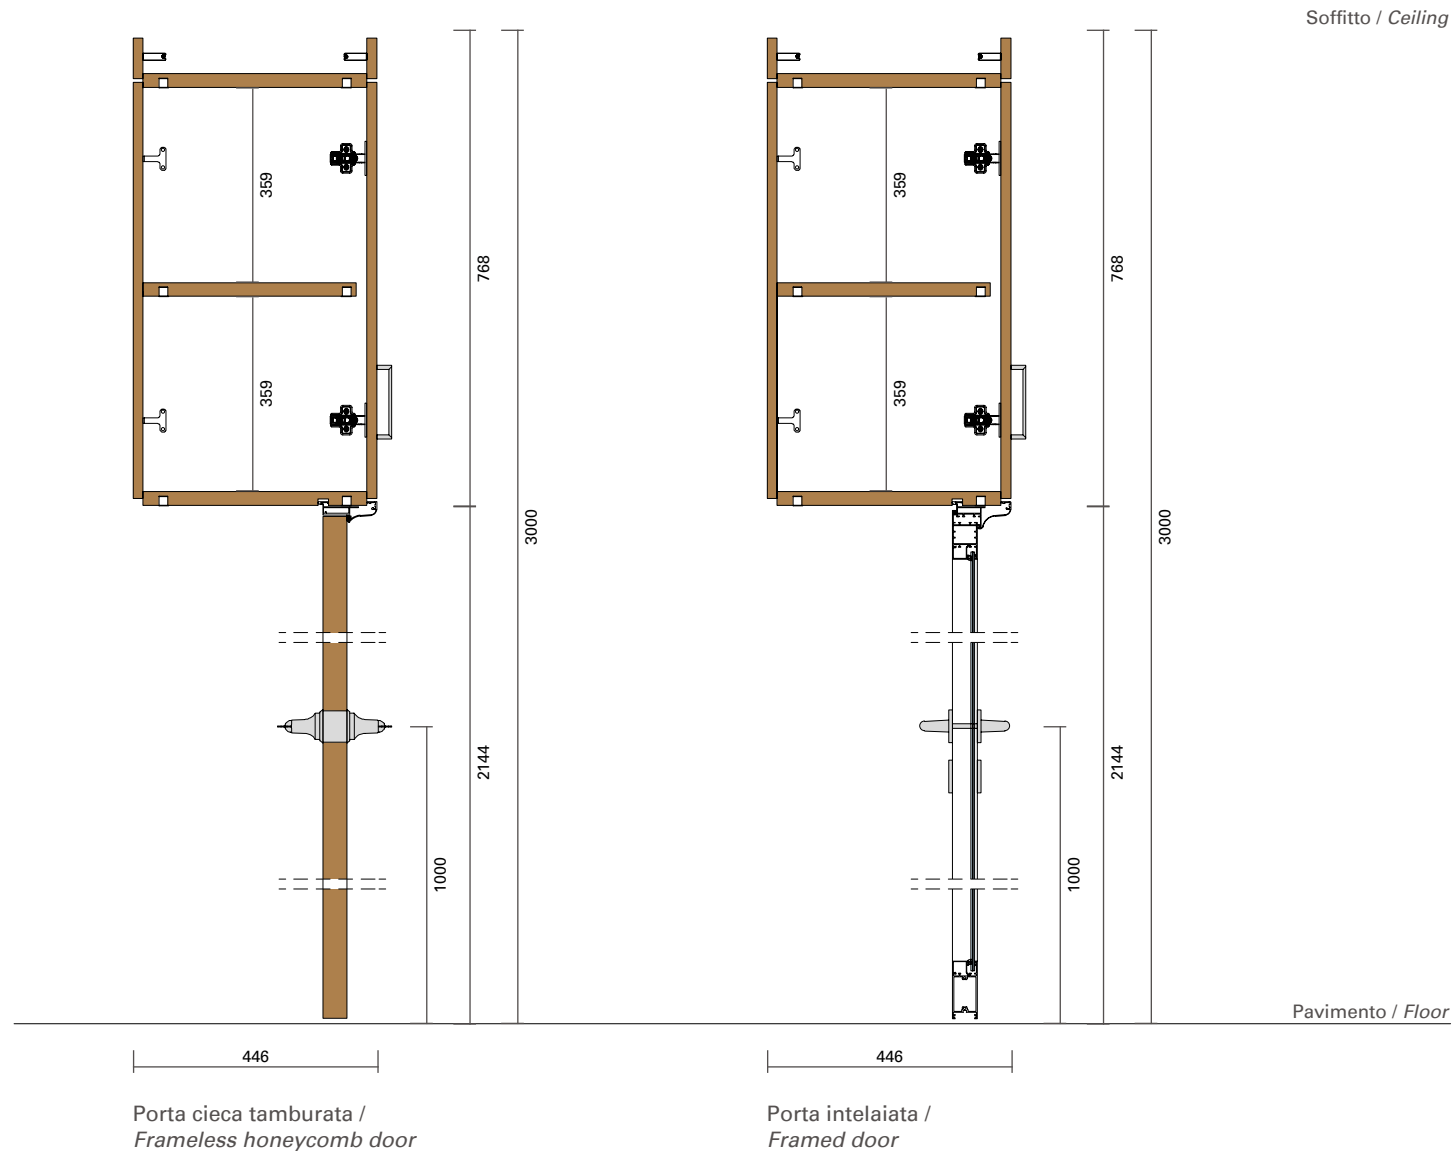 Soffitto / Ceiling
359
768
359
768
359
359
3000
3000
2144
2144
1000
1000
Pavimento / Floor
446
446
Porta cieca tamburata /
Frameless honeycomb door
Porta intelaiata /
Framed door